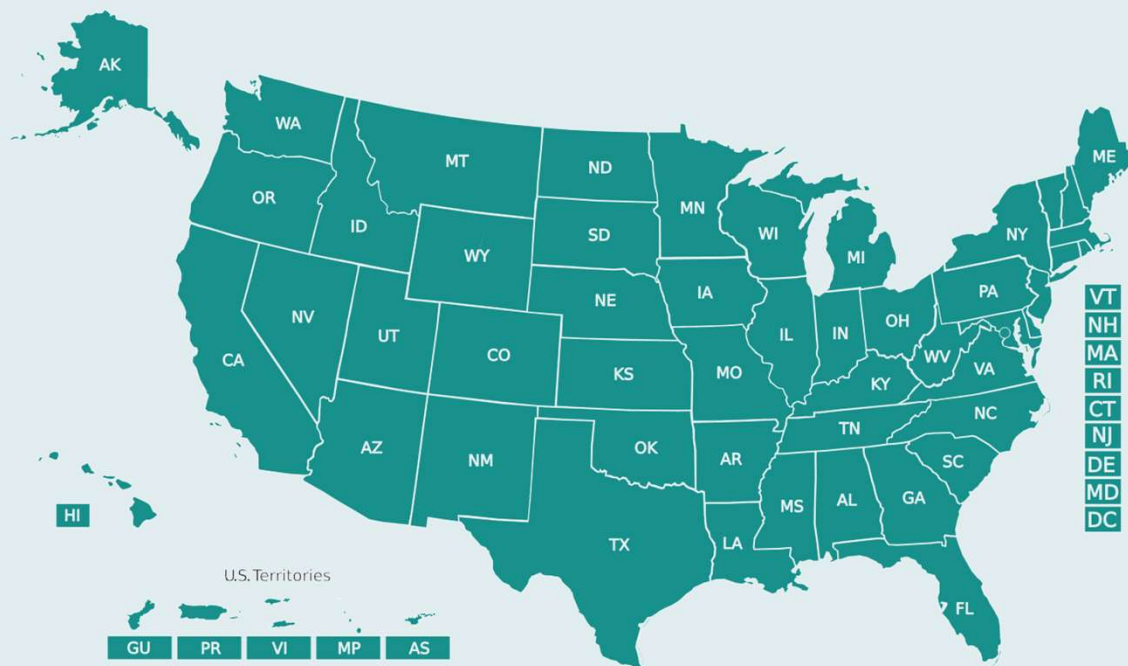 AK
WA
MT
ND
MN
ME
OR
ID
SD
WI
NY
WY
MI
IA
PA
NE
VT
NV
UT
IL
IN
OH
NH
CA
CO
KS
MO
WV
VA
MA
KY
RI
CT
NC
TN
NJ
AZ
NM
OK
AR
SC
DE
MD
MS
AL
GA
HI
DC
TX
LA
U.S. Territories
FL
GU
PR
VI
MP
AS